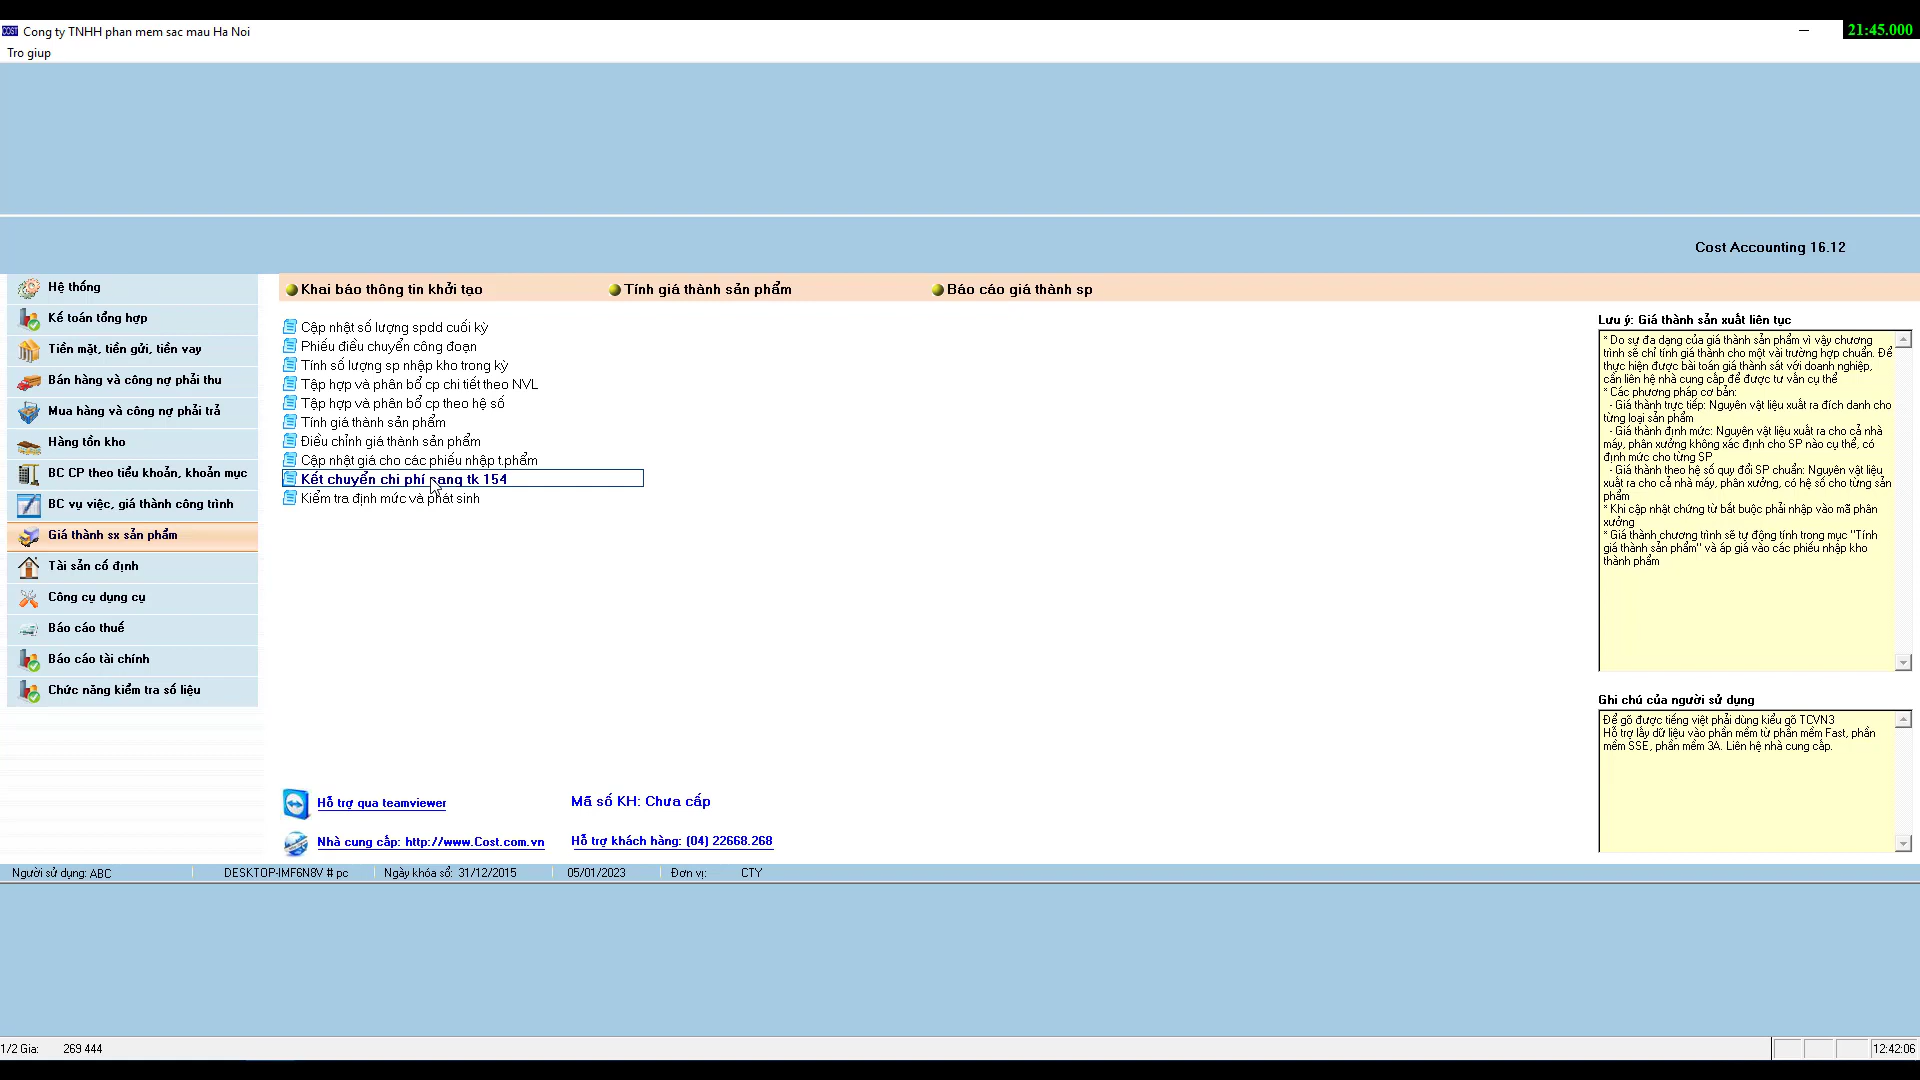 Cong ty TNHH phan mem sac mau Ha Noi
21:45.000
Tro giup
Cost Accounting 16.12
Hệ thống
Kế toán tổng hợp
Tiền mặt, tiền gửi, tiền vay
Bán hàng và công nợ phải thu
Mua hàng và công nợ phải trả
Hàng tồn kho
BC CP theo tiểu khoản, khoản mục
BC vụ việc, giá thành công trình
Giá thành sx sản phẩm
Tài sản cố định
Công cụ dụng cụ
Báo cáo thuế
Báo cáo tài chính
Chức năng kiểm tra số liệu
Khai báo thông tin khởi tạo
Tính giá thành sản phẩm
Báo cáo giá thành sp
Cập nhật số lượng spdd cuối kỳ
Phiếu điều chuyển công đoạn
Tính số lượng sp nhập kho trong kỳ
Tập hợp và phân bổ cp chi tiết theo NVL
Tập hợp và phân bổ cp theo hệ số
Tính giá thành sản phẩm
Điều chỉnh giá thành sản phẩm
Cập nhật giá cho các phiếu nhập t.phẩm
Kết chuyển chi phí sang tk 154
Kiểm tra định mức và phát sinh
Lưu ý: Giá thành sản xuất liên tục
* Do sự đa dạng của giá thành sản phẩm vì vậy chương
trình sẽ chỉ tính giá thành cho một vài trường hợp chuẩn. Để
thực hiện được bài toán giá thành sát với doanh nghiệp,
cần liên hệ nhà cung cấp để được tư vấn cụ thể
* Các phương pháp cơ bản:
- Giá thành trực tiếp: Nguyên vật liệu xuất ra đích danh cho
từng loại sản phẩm
- Giá thành định mức: Nguyên vật liệu xuất ra cho cả nhà
máy, phân xưởng không xác định cho SP nào cụ thể, có
định mức cho từng SP
- Giá thành theo hệ số quy đổi SP chuẩn: Nguyên vật liệu
xuất ra cho cả nhà máy, phân xưởng, có hệ số cho từng sản
phẩm
* Khi cập nhật chứng từ bắt buộc phải nhập vào mã phân
xưởng
* Giá thành chương trình sẽ tự động tính trong mục "Tính
giá thành sản phẩm" và áp giá vào các phiếu nhập kho
thành phẩm
Ghi chú của người sử dụng
Để gõ được tiếng việt phải dùng kiểu gõ TCVN3
Hỗ trợ lấy dữ liệu vào phần mềm từ phần mềm Fast, phần
mềm SSE, phần mềm 3A. Liên hệ nhà cung cấp.
Hỗ trợ qua teamviewer
Mã số KH: Chưa cấp
Nhà cung cấp: http://www.Cost.com.vn
Hỗ trợ khách hàng: (04) 22668.268
Người sử dụng: ABC
DESKTOP-IMF6N8V # pc
Ngày khóa sổ: 31/12/2015
05/01/2023
Đơn vị: CTY
1/2 Gia: 269 444
12:42:06